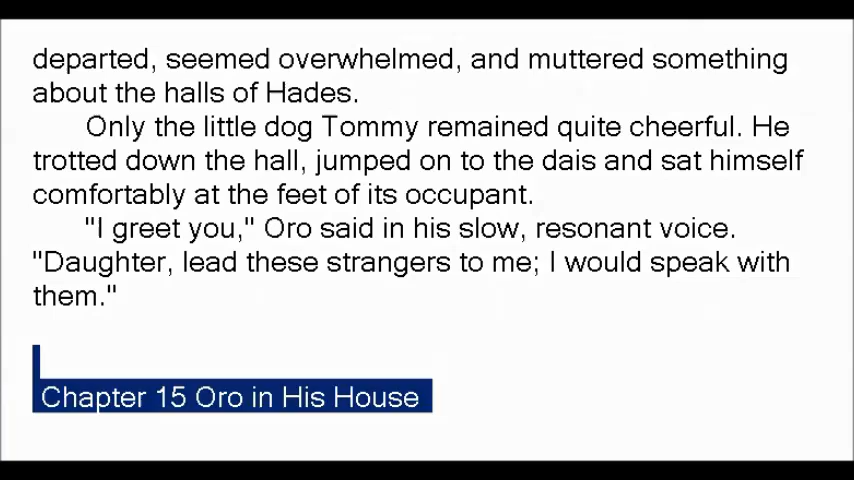 departed, seemed overwhelmed, and muttered something
about the halls of Hades.
Only the little dog Tommy remained quite cheerful. He
trotted down the hall, jumped on to the dais and sat himself
comfortably at the feet of its occupant.
"I greet you," Oro said in his slow, resonant voice.
"Daughter, lead these strangers to me; I would speak with
them."
Chapter 15 Oro in His House